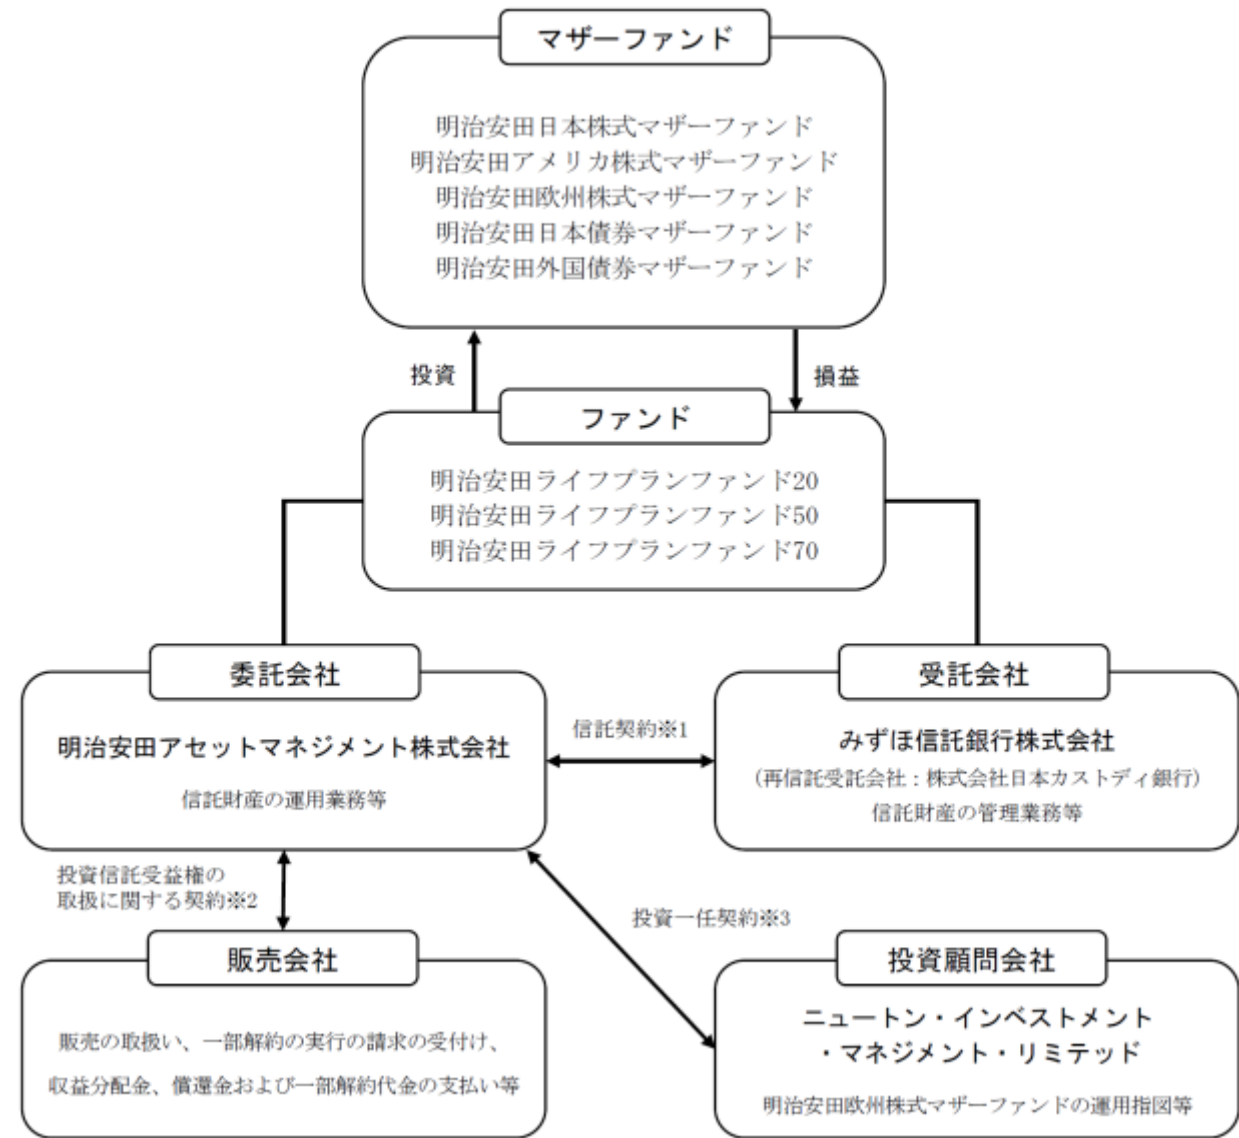 マザーファンド
明治安田日本株式マザーファンド
明治安田アメリカ株式マザーファンド
明治安田欧州株式マザーファンド
明治安田日本債券マザーファンド
明治安田外国債券マザーファンド
投資
損益
ファンド
明治安田ライフプランファンド20
明治安田ライフプランファンド50
明治安田ライフプランファンド70
委託会社
明治安田アセットマネジメント株式会社
信託財産の運用業務等
信託契約※1
受託会社
みずほ信託銀行株式会社
(再信託受託会社：株式会社日本カストディ銀行)
信託財産の管理業務等
投資信託受益権の
取扱に関する契約※2
投資一任契約※3
販売会社
販売の取扱い、一部解約の実行の請求の受付け、
収益分配金、償還金および一部解約代金の支払い等
投資顧問会社
ニュートン・インベストメント
・マネジメント・リミテッド
明治安田欧州株式マザーファンドの運用指図等